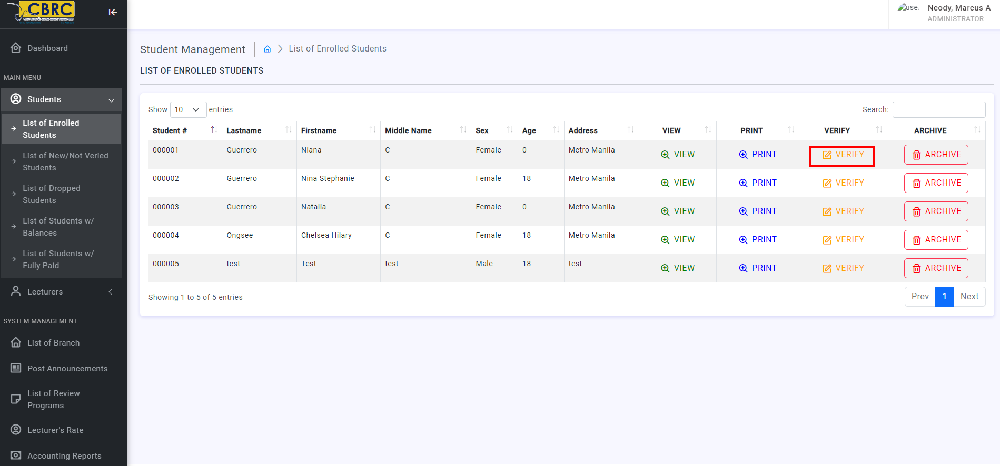 CBRC
use.
Neody, Marcus A
ADMINISTRATOR
Dashboard
MAIN MENU
Students
List of Enrolled
Students
List of New/Not Veried
Students
List of Dropped
Students
List of Students w/
Balances
List of Students w/
Fully Paid
Lecturers
SYSTEM MANAGEMENT
List of Branch
Post Announcements
List of Review
Programs
Lecturer's Rate
Accounting Reports
Student Management List of Enrolled Students
LIST OF ENROLLED STUDENTS
Show 10 entries Search:
Student # Lastname Firstname Middle Name Sex Age Address VIEW PRINT VERIFY ARCHIVE
000001 Guerrero Niana C Female 0 Metro Manila VIEW PRINT VERIFY ARCHIVE
000002 Guerrero Nina Stephanie C Female 18 Metro Manila VIEW PRINT VERIFY ARCHIVE
000003 Guerrero Natalia C Female 0 Metro Manila VIEW PRINT VERIFY ARCHIVE
000004 Ongsee Chelsea Hilary C Female 18 Metro Manila VIEW PRINT VERIFY ARCHIVE
000005 test Test test Male 18 test VIEW PRINT VERIFY ARCHIVE
Showing 1 to 5 of 5 entries Prev 1 Next